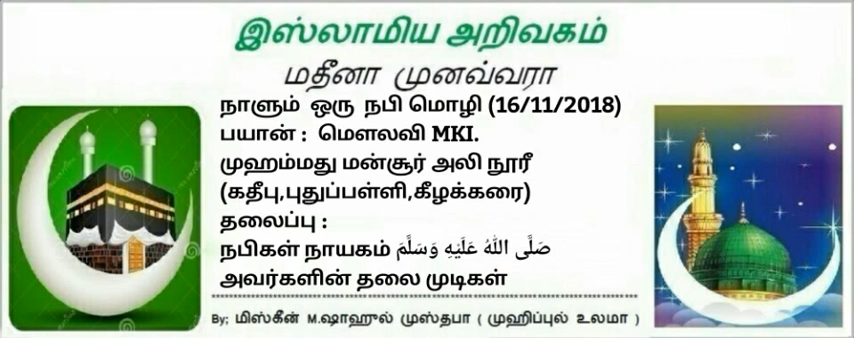 இஸ்லாமிய அறிவகம்
மதீனா முனவ்வரா
நாளும் ஒரு நபி மொழி (16/11/2018)
பயான் : மௌலவி MKI.
முஹம்மது மன்சூர் அலி நூரீ
(கதீபு,புதுப்பள்ளி,கீழக்கரை)
தலைப்பு :
நபிகள் நாயகம் صَلَّى اللهُ عَلَيْهِ وَسَلَّمَ
அவர்களின் தலை முடிகள்
By; மிஸ்கீன் M.ஷாஹுல் முஸ்தபா ( முஹிப்புல் உலமா )